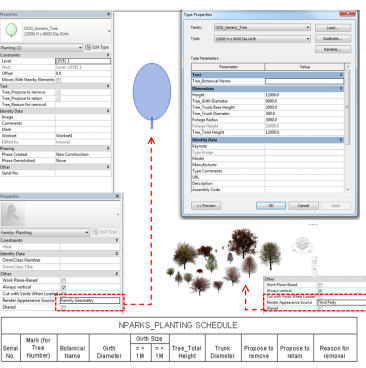 Properties
OOG_Generic_Tree
12000 H x 6000 Dia Girth
Planting (1)
Edit Type
Constraints
Level
LEVEL 1
Host
Level : LEVEL 1
Offset
0.0
Moves With Nearby Elements
Text
Tree_Propose to remove
Tree_Propose to retain
Tree_Reason for removal
Identity Data
Image
Comments
Mark
Workset
Workset1
Edited by
Phasing
Phase Created
New Construction
Phase Demolished
None
Other
Serial No.
Type Properties
Family:
OOG_Generic_Tree
Load...
Type:
12000 H x 6000 Dia Girth
Duplicate...
Rename...
Type Parameters
Parameter
Value
Text
Tree_Botanical Name
Dimensions
Height
12000.0
Tree_Girth Diameter
6000.0
Tree_Trunk Base Height
2000.0
Tree_Trunk Diameter
300.0
Foliage Radius
3000.0
Foliage Height
10000.0
Tree_Total Height
12000.0
Identity Data
Keynote
Type Image
Model
Manufacturer
Type Comments
URL
Description
Assembly Code
<< Preview
OK
Cancel
Apply
Properties
Family: Planting
Edit Type
Constraints
Host
Identity Data
OmniClass Number
OmniClass Title
Other
Work Plane-Based
Always vertical
Cut with Voids When Loaded
Render Appearance Source
Family Geometry
Shared
Other
Work Plane-Based
Always vertical
Cut with Voids When Loaded
Render Appearance Source
Third Party
Shared
NPARKS_PLANTING SCHEDULE
Serial No.
Mark (for Tree Number)
Botanical Name
Girth Diameter
Girth Size
= < 1M
= > 1M
Tree_Total Height
Trunk Diameter
Propose to remove
Propose to retain
Reason for removal